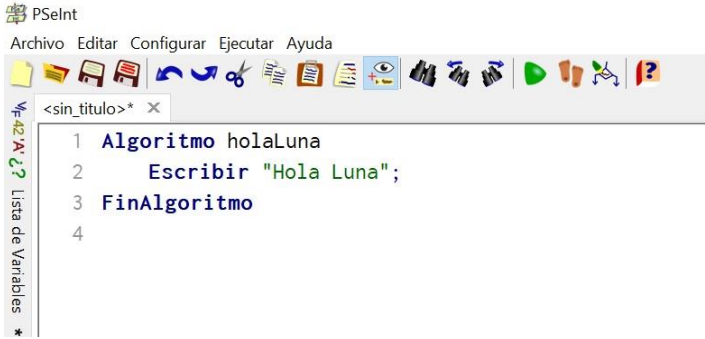 PSeInt
Archivo Editar Configurar Ejecutar Ayuda
<sin_titulo>* ×
1 Algoritmo holaLuna
2 Escribir "Hola Luna";
3 FinAlgoritmo
4
42 'A' ¿? Lista de Variables *